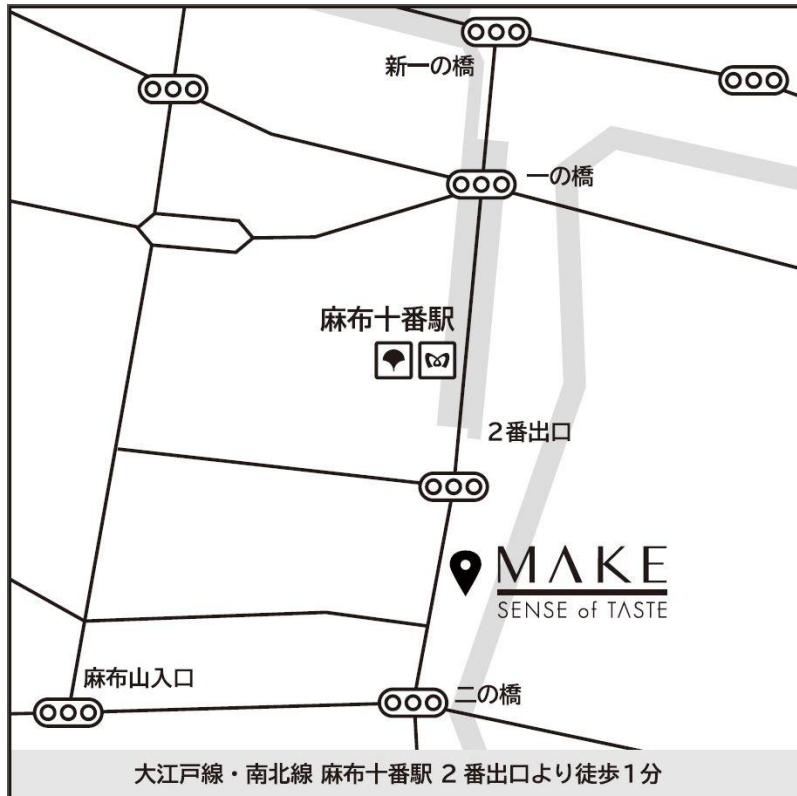 新一の橋
一の橋
麻布十番駅
2番出口
MAKE
SENSE of TASTE
麻布山入口
二の橋
大江戸線・南北線 麻布十番駅 2 番出口より徒歩1分